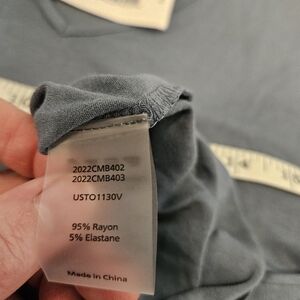 2022CMB402
2022CMB403
USTO1130V
95% Rayon
5% Elastane
Made in China